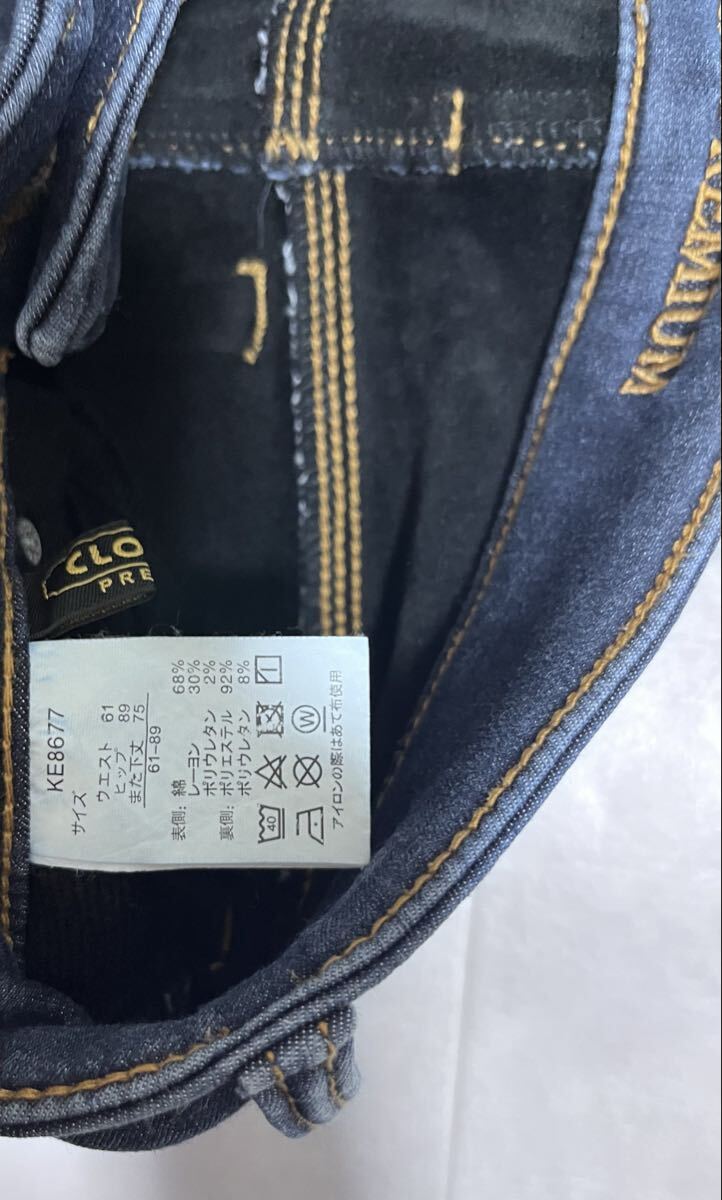 CLO
PRE
KE8677
サイズ
ウエスト 61
ヒップ 89
また下丈 75
61-89
表側: 綿 68%
レーヨン 30%
ポリウレタン 2%
裏側: ポリエステル 92%
ポリウレタン 8%
40
W
アイロンの際はあて布使用
EMIUM